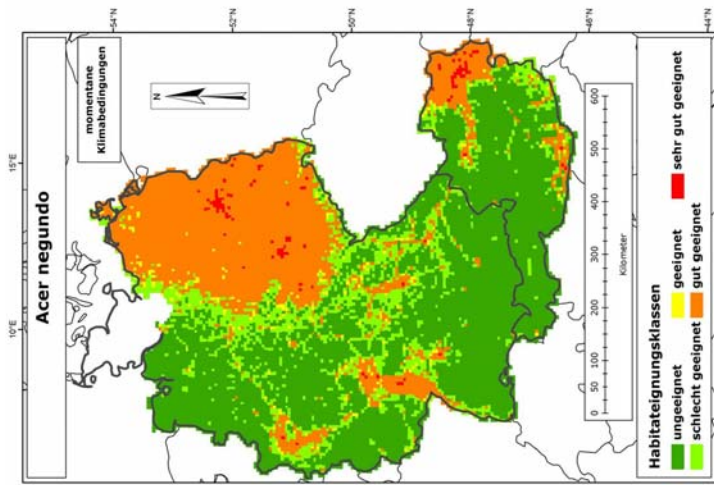 Acer negundo
momentane
Klimabedingungen
N
10°E
15°E
54°N
52°N
50°N
48°N
46°N
44°N
0
50
100
200
300
400
500
600
Kilometer
Habitateignungsklassen
ungeeignet
geeignet
sehr gut geeignet
schlecht geeignet
gut geeignet